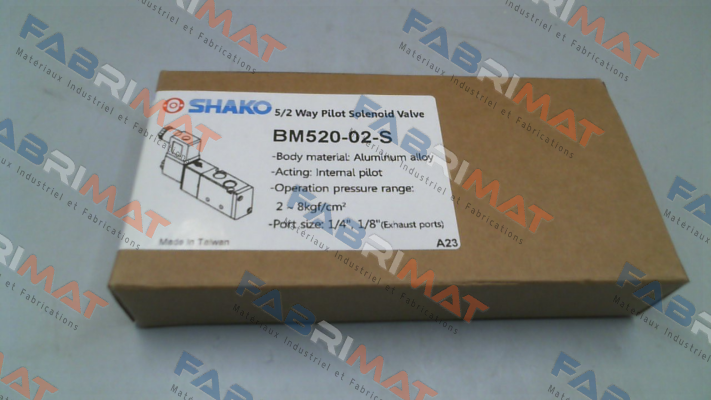 SHAKO 5/2 Way Pilot Solenoid Valve
BM520-02-S
-Body material: Aluminum alloy
-Acting: Internal pilot
-Operation pressure range:
2 ~ 8kgf/cm²
-Port size: 1/4", 1/8"(Exhaust ports)
Made in Taiwan
A23
FABRIMAT
Materiaux Industriel et Fabrications